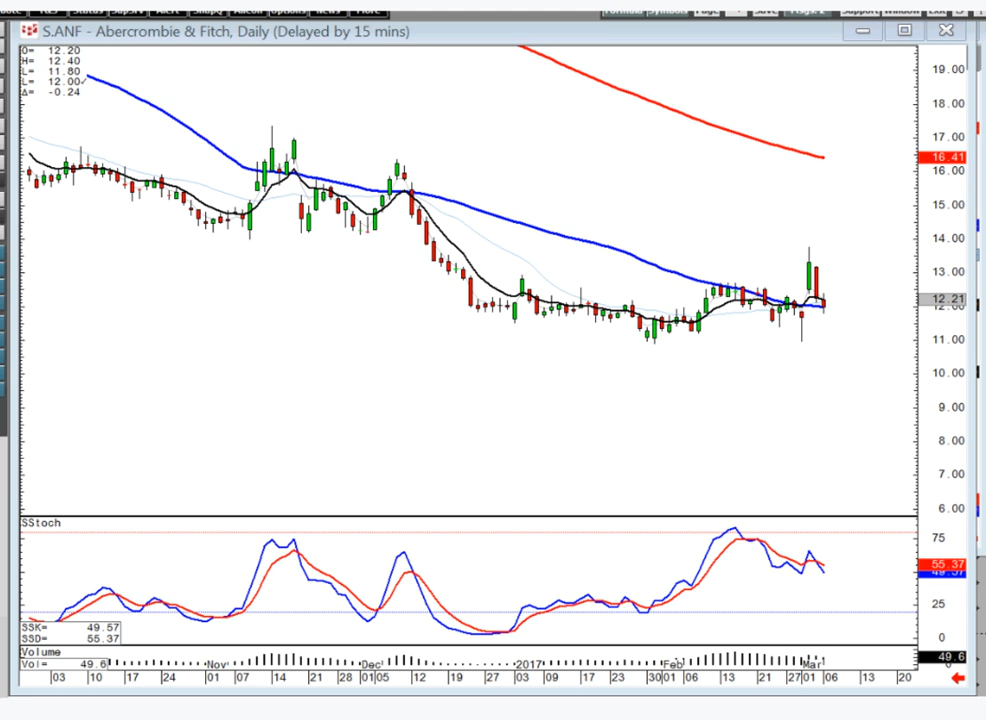 S.ANF - Abercrombie & Fitch, Daily (Delayed by 15 mins)
O= 12.20
H= 12.40
L= 11.80
L= 12.00✓
Δ= -0.24
19.00
18.00
17.00
16.41
16.00
15.00
14.00
13.00
12.21
11.00
10.00
9.00
8.00
7.00
6.00
SStoch
75
55.37
49.57
25
0
SSK= 49.57
SSD= 55.37
Volume
Vol= 49.6
49.6
Nov Dec 2017 Feb Mar
03 10 17 24 01 07 14 21 28 01 05 12 19 27 03 09 17 23 30 01 06 13 21 27 01 06 13 20